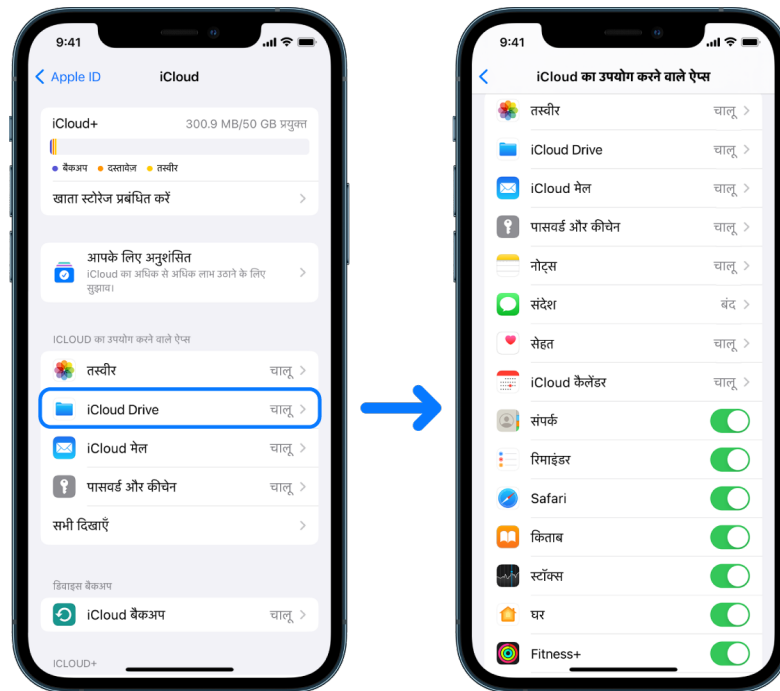 9:41
Apple ID
iCloud
iCloud+
300.9 MB/50 GB प्रयुक्त
बैकअप
दस्तावेज़
तस्वीर
खाता स्टोरेज प्रबंधित करें
आपके लिए अनुशंसित
iCloud का अधिक से अधिक लाभ उठाने के लिए
सुझाव।
ICLOUD का उपयोग करने वाले ऐप्स
तस्वीर
चालू
iCloud Drive
चालू
iCloud मेल
चालू
पासवर्ड और कीचेन
चालू
सभी दिखाएँ
डिवाइस बैकअप
iCloud बैकअप
चालू
ICLOUD+
9:41
iCloud का उपयोग करने वाले ऐप्स
तस्वीर
चालू
iCloud Drive
चालू
iCloud मेल
चालू
पासवर्ड और कीचेन
चालू
नोट्स
चालू
संदेश
बंद
सेहत
चालू
iCloud कैलेंडर
चालू
संपर्क
रिमाइंडर
Safari
किताब
स्टॉक्स
घर
Fitness+